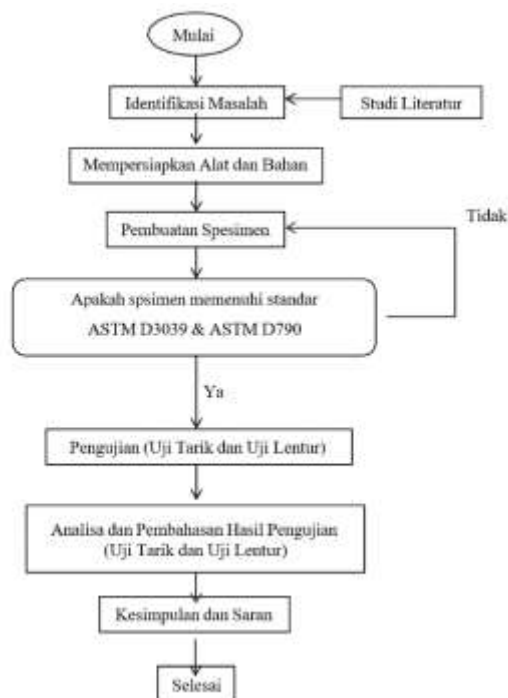 Mulai
Identifikasi Masalah
Studi Literatur
Mempersiapkan Alat dan Bahan
Tidak
Pembuatan Spesimen
Apakah spsimen memenuhi standar
ASTM D3039 & ASTM D790
Ya
Pengujian (Uji Tarik dan Uji Lentur)
Analisa dan Pembahasan Hasil Pengujian
(Uji Tarik dan Uji Lentur)
Kesimpulan dan Saran
Selesai